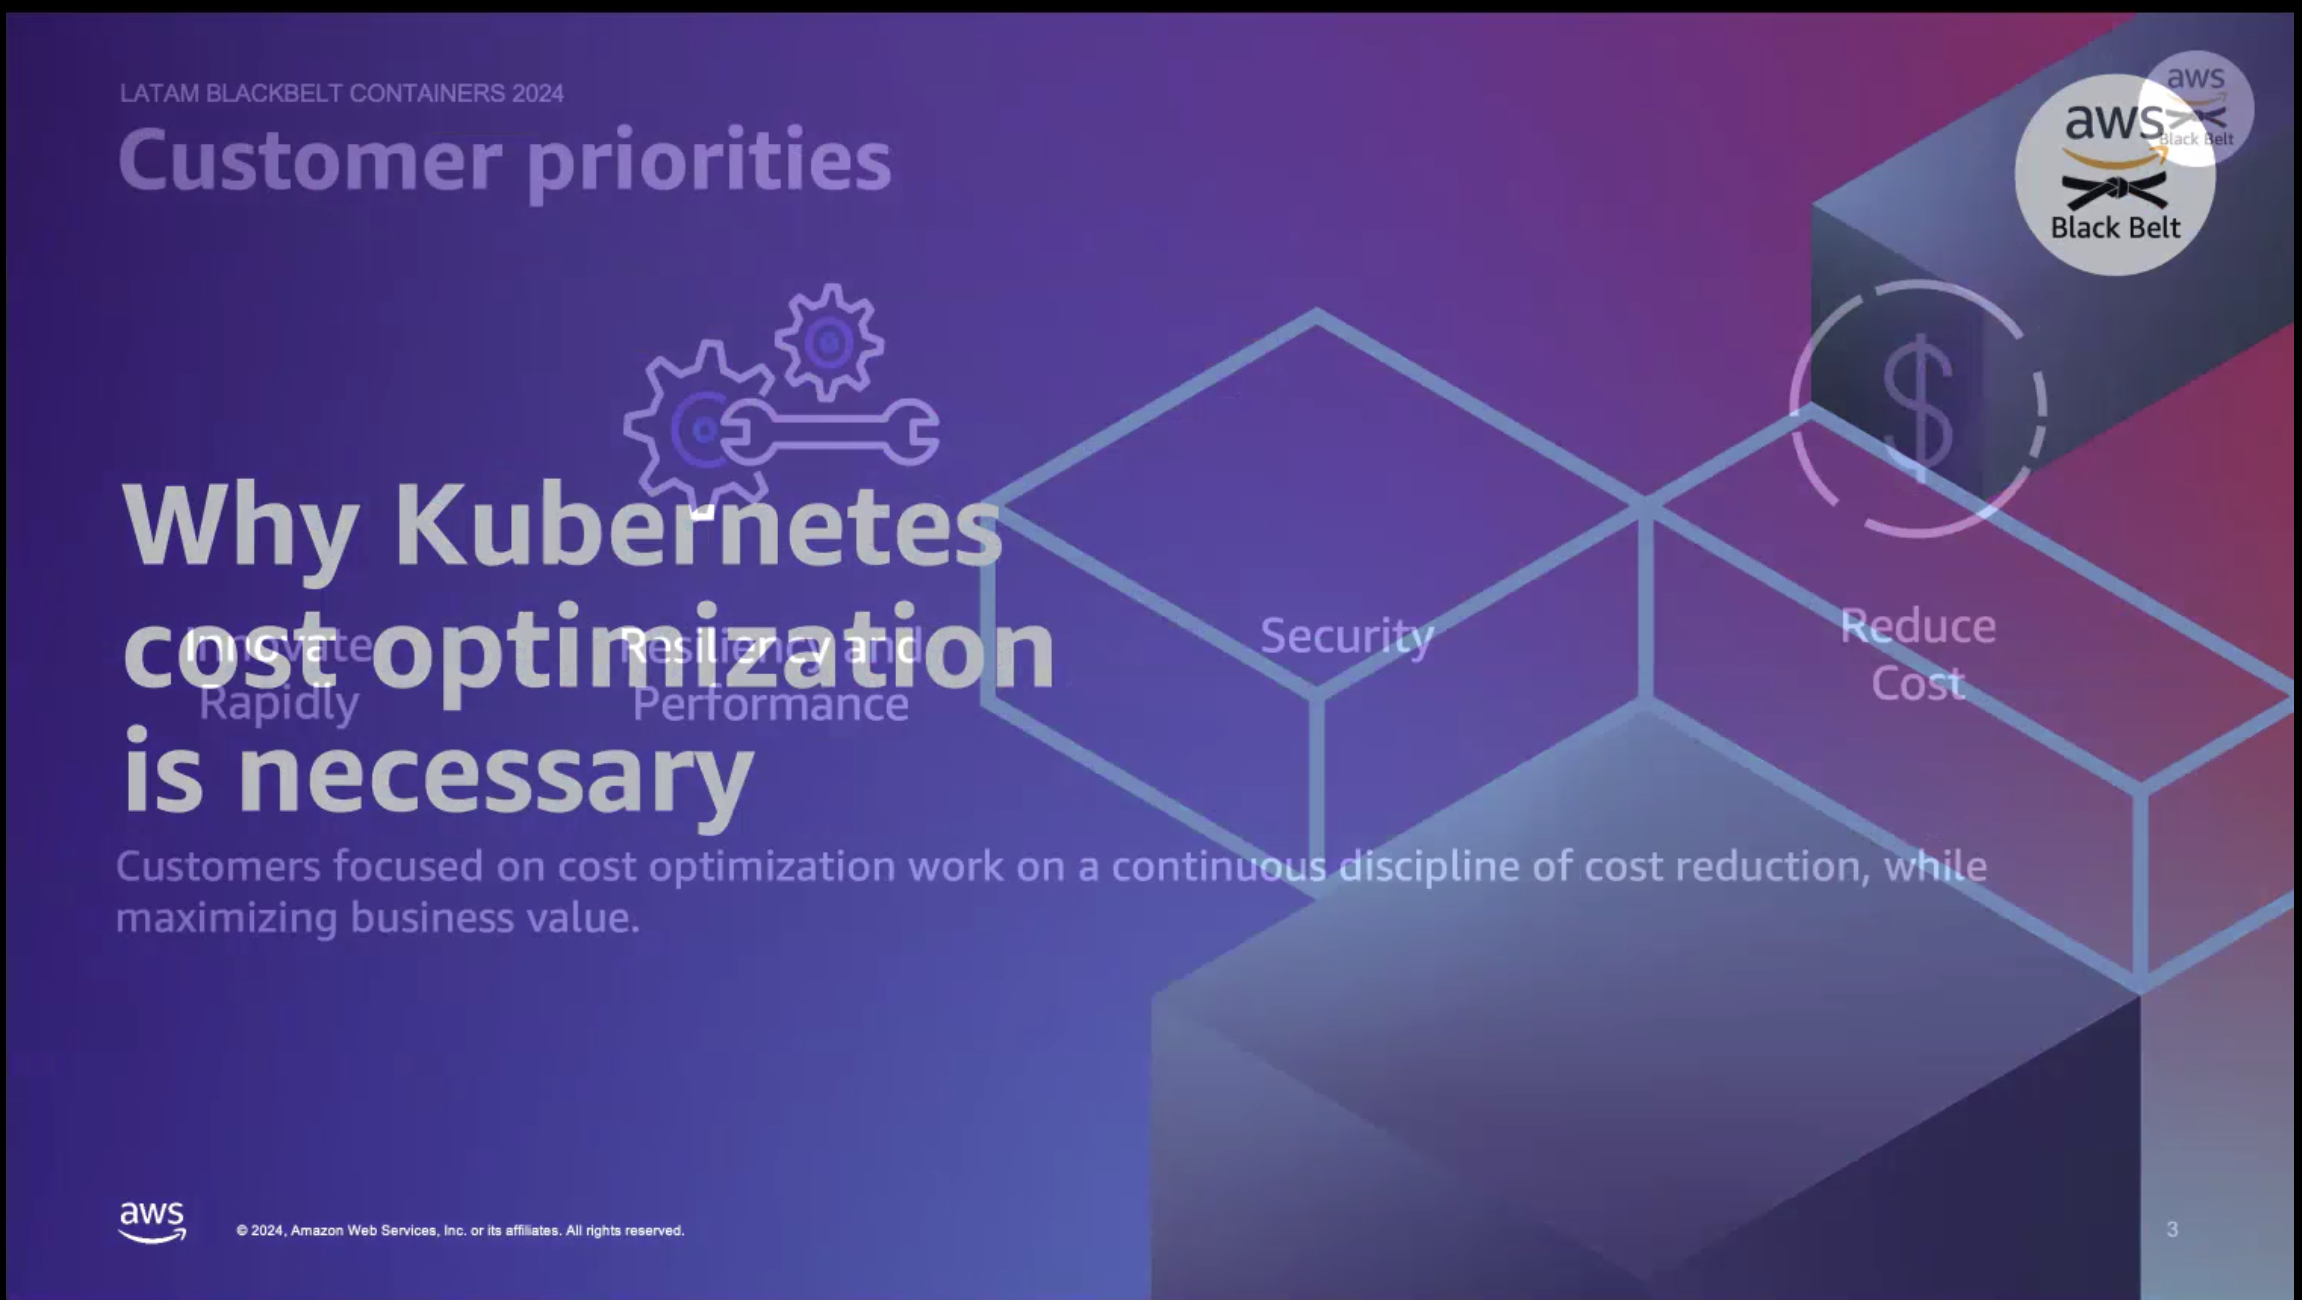 LATAM BLACKBELT CONTAINERS 2024
Customer priorities
aws
Black Belt
aws
Black Belt
Why Kubernetes
cost optimization
is necessary
Innovate
Rapidly
Resiliency and
Performance
Security
Reduce
Cost
Customers focused on cost optimization work on a continuous discipline of cost reduction, while
maximizing business value.
aws
© 2024, Amazon Web Services, Inc. or its affiliates. All rights reserved.
3